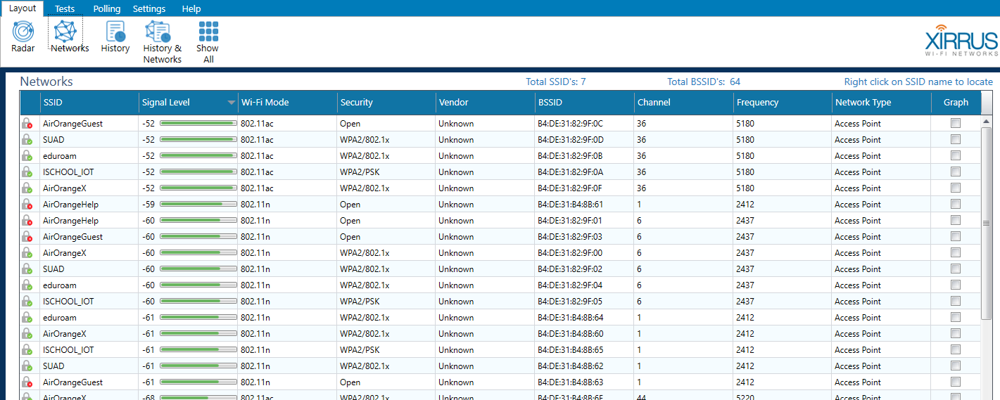 Layout Tests Polling Settings Help
Radar Networks History History & Networks Show All
XIRRUS
WI-FI NETWORKS
Networks Total SSID's: 7 Total BSSID's: 64 Right click on SSID name to locate
SSID Signal Level Wi-Fi Mode Security Vendor BSSID Channel Frequency Network Type Graph
AirOrangeGuest -52 802.11ac Open Unknown B4:DE:31:82:9F:0C 36 5180 Access Point
SUAD -52 802.11ac WPA2/802.1x Unknown B4:DE:31:82:9F:0D 36 5180 Access Point
eduroam -52 802.11ac WPA2/802.1x Unknown B4:DE:31:82:9F:0B 36 5180 Access Point
ISCHOOL_IOT -52 802.11ac WPA2/PSK Unknown B4:DE:31:82:9F:0A 36 5180 Access Point
AirOrangeX -52 802.11ac WPA2/802.1x Unknown B4:DE:31:82:9F:0F 36 5180 Access Point
AirOrangeHelp -59 802.11n Open Unknown B4:DE:31:B4:8B:61 1 2412 Access Point
AirOrangeHelp -60 802.11n Open Unknown B4:DE:31:82:9F:01 6 2437 Access Point
AirOrangeGuest -60 802.11n Open Unknown B4:DE:31:82:9F:03 6 2437 Access Point
AirOrangeX -60 802.11n WPA2/802.1x Unknown B4:DE:31:82:9F:00 6 2437 Access Point
SUAD -60 802.11n WPA2/802.1x Unknown B4:DE:31:82:9F:02 6 2437 Access Point
eduroam -60 802.11n WPA2/802.1x Unknown B4:DE:31:82:9F:04 6 2437 Access Point
ISCHOOL_IOT -60 802.11n WPA2/PSK Unknown B4:DE:31:82:9F:05 6 2437 Access Point
eduroam -61 802.11n WPA2/802.1x Unknown B4:DE:31:B4:8B:64 1 2412 Access Point
AirOrangeX -61 802.11n WPA2/802.1x Unknown B4:DE:31:B4:8B:60 1 2412 Access Point
ISCHOOL_IOT -61 802.11n WPA2/PSK Unknown B4:DE:31:B4:8B:65 1 2412 Access Point
SUAD -61 802.11n WPA2/802.1x Unknown B4:DE:31:B4:8B:62 1 2412 Access Point
AirOrangeGuest -61 802.11n Open Unknown B4:DE:31:B4:8B:63 1 2412 Access Point
AirOrangeX -68 802.11ac WPA2/802.1x Unknown 44 5220 Access Point